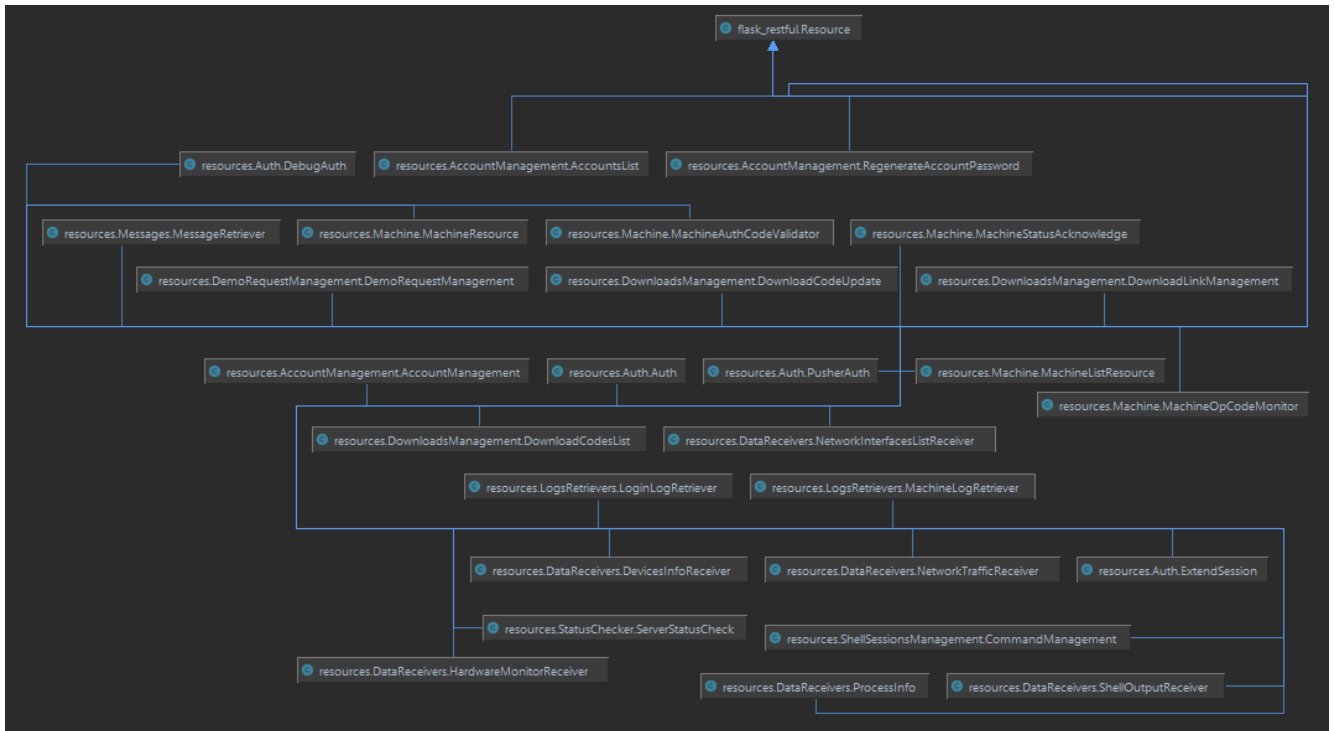 flask_restful.Resource
resources.Auth.DebugAuth
resources.AccountManagement.AccountsList
resources.AccountManagement.RegenerateAccountPassword
resources.Messages.MessageRetriever
resources.Machine.MachineResource
resources.Machine.MachineAuthCodeValidator
resources.Machine.MachineStatusAcknowledge
resources.DemoRequestManagement.DemoRequestManagement
resources.DownloadsManagement.DownloadCodeUpdate
resources.DownloadsManagement.DownloadLinkManagement
resources.AccountManagement.AccountManagement
resources.Auth.Auth
resources.Auth.PusherAuth
resources.Machine.MachineListResource
resources.Machine.MachineOpCodeMonitor
resources.DownloadsManagement.DownloadCodesList
resources.DataReceivers.NetworkInterfacesListReceiver
resources.LogsRetrievers.LoginLogRetriever
resources.LogsRetrievers.MachineLogRetriever
resources.DataReceivers.DevicesInfoReceiver
resources.DataReceivers.NetworkTrafficReceiver
resources.Auth.ExtendSession
resources.StatusChecker.ServerStatusCheck
resources.ShellSessionsManagement.CommandManagement
resources.DataReceivers.HardwareMonitorReceiver
resources.DataReceivers.ProcessInfo
resources.DataReceivers.ShellOutputReceiver